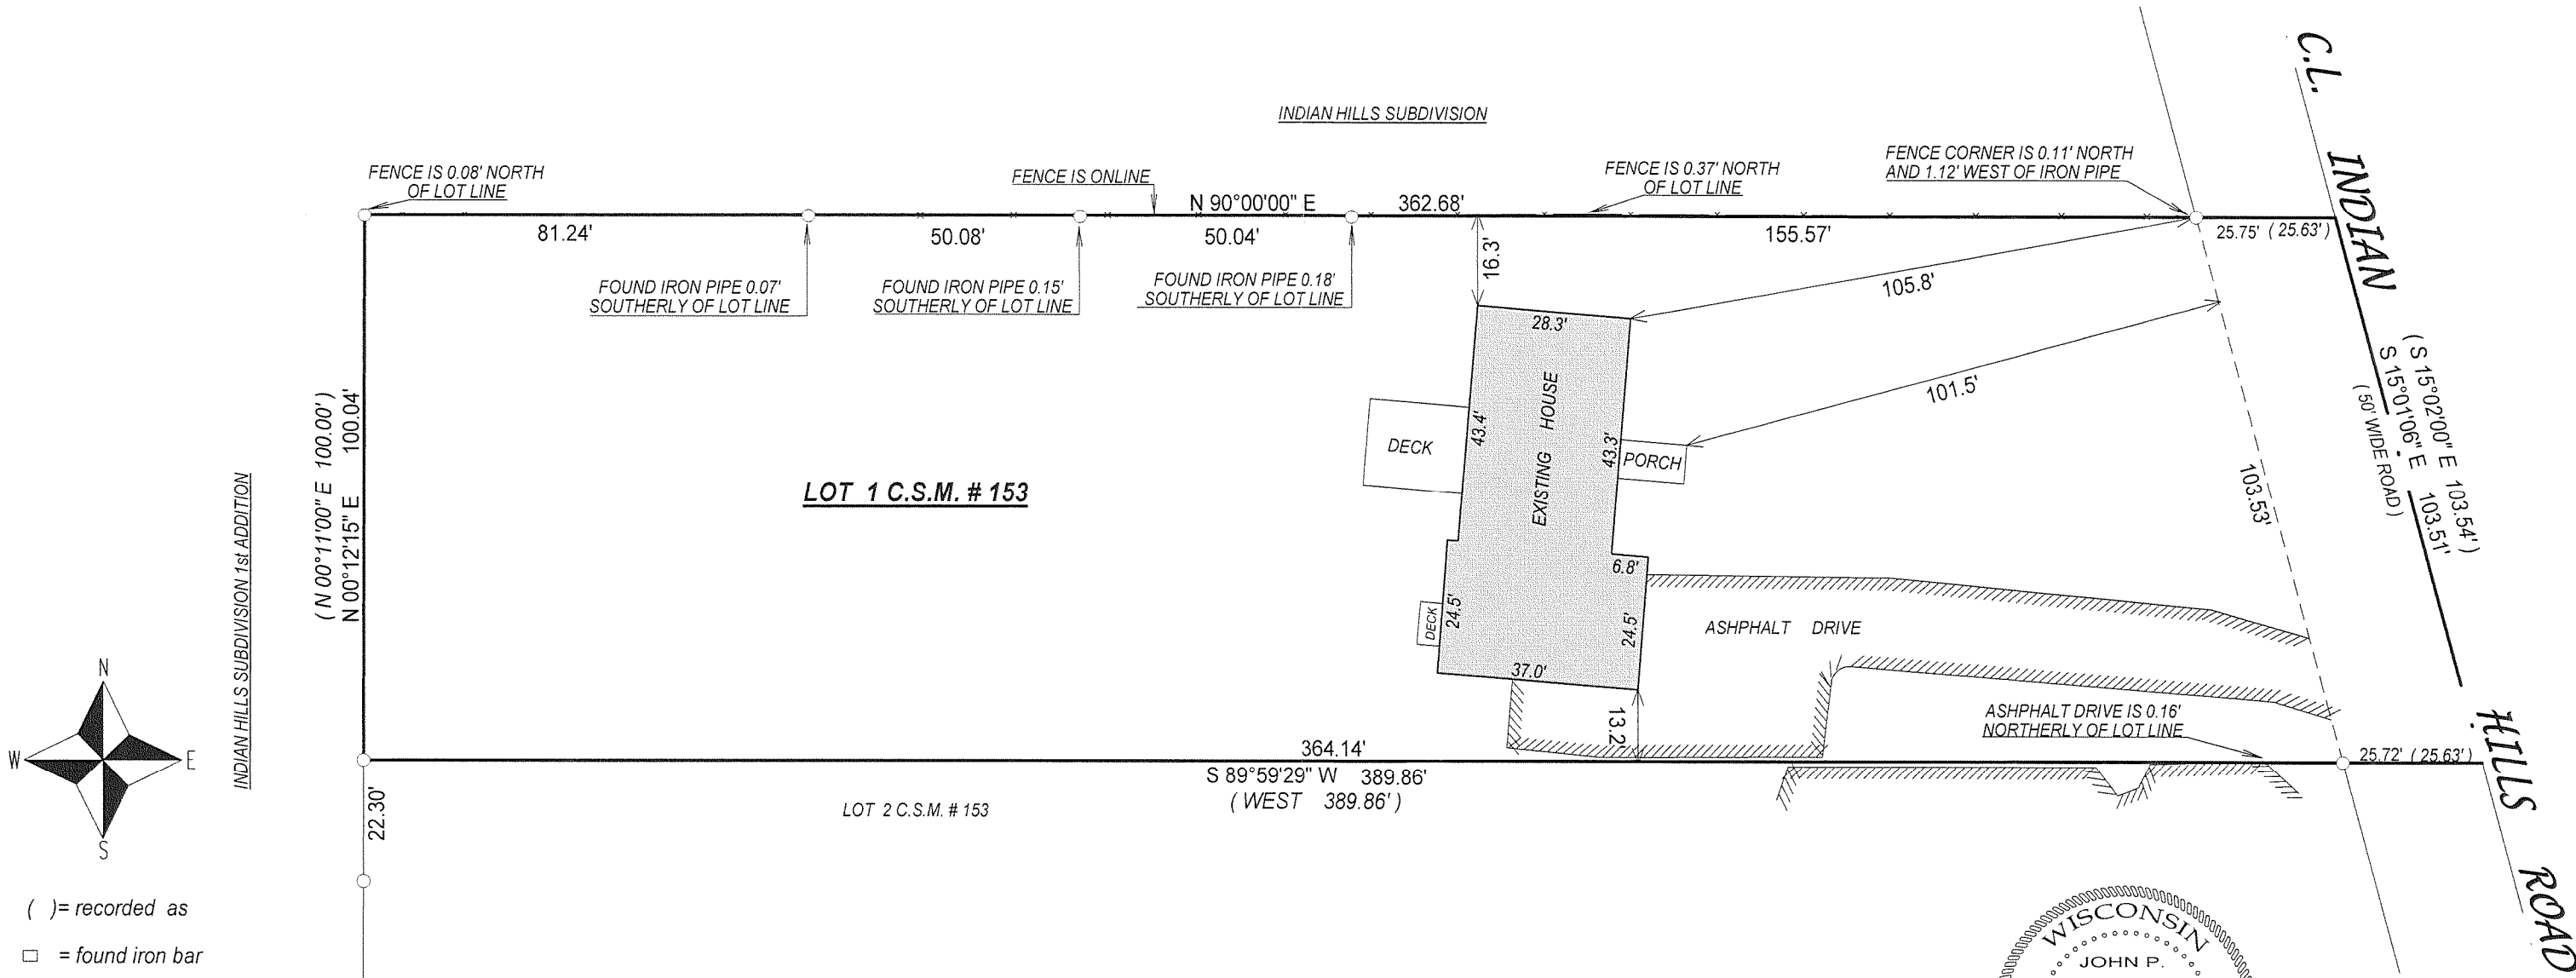 INDIAN HILLS SUBDIVISION
FENCE IS 0.08' NORTH
OF LOT LINE
FENCE IS ONLINE
FENCE IS 0.37' NORTH
OF LOT LINE
FENCE CORNER IS 0.11' NORTH
AND 1.12' WEST OF IRON PIPE
N 90°00'00" E 362.68'
81.24'
50.08'
50.04'
155.57'
25.75' ( 25.63' )
FOUND IRON PIPE 0.07'
SOUTHERLY OF LOT LINE
FOUND IRON PIPE 0.15'
SOUTHERLY OF LOT LINE
FOUND IRON PIPE 0.18'
SOUTHERLY OF LOT LINE
16.3'
105.8'
101.5'
28.3'
43.4'
EXISTING HOUSE
43.3'
PORCH
DECK
6.8'
24.5'
24.5'
DECK
37.0'
13.2'
LOT 1 C.S.M. # 153
( N 00°11'00" E 100.00' )
N 00°12'15" E 100.04'
INDIAN HILLS SUBDIVISION 1st ADDITION
ASHPHALT DRIVE
ASHPHALT DRIVE IS 0.16'
NORTHERLY OF LOT LINE
103.53'
( S 15°02'00" E 103.54' )
S 15°01'06" E 103.51'
( 50' WIDE ROAD )
C.L. INDIAN HILLS ROAD
364.14'
S 89°59'29" W 389.86'
( WEST 389.86' )
25.72' ( 25.63' )
LOT 2 C.S.M. # 153
22.30'
N
W
E
S
( )= recorded as
= found iron bar
WISCONSIN
JOHN P.